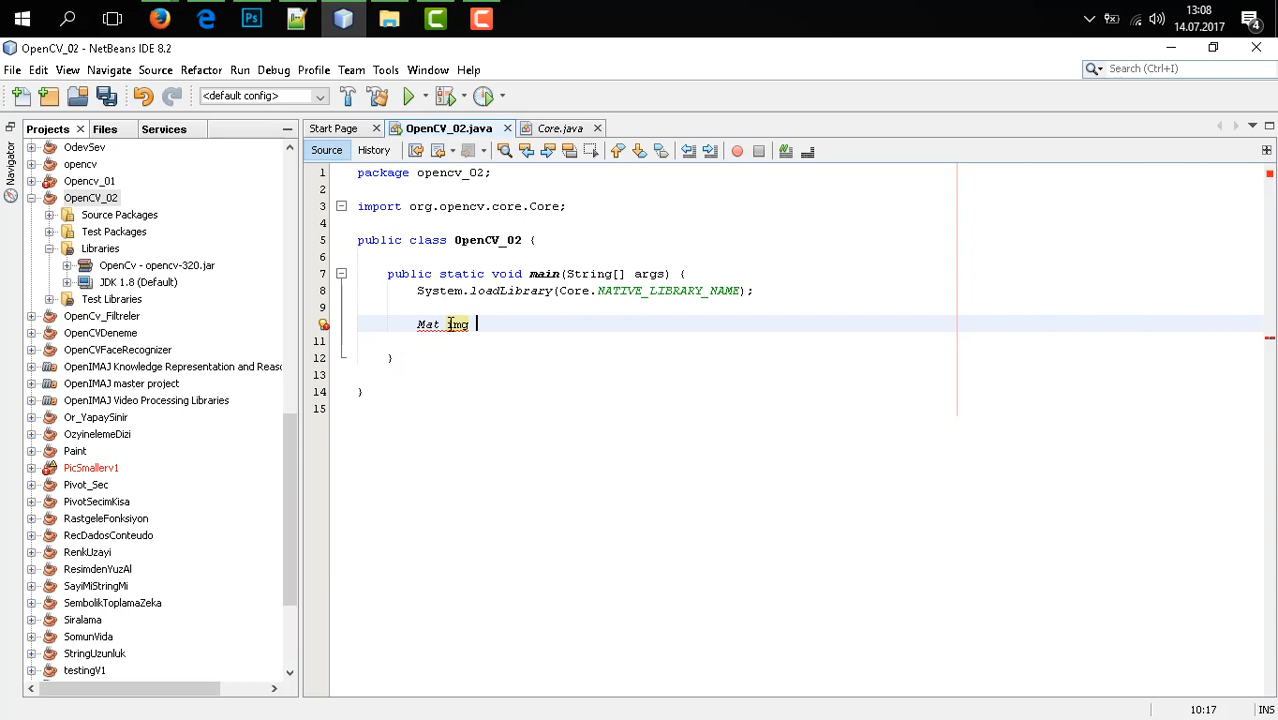 13:08
14.07.2017
4
OpenCV_02 - NetBeans IDE 8.2
File Edit View Navigate Source Refactor Run Debug Profile Team Tools Window Help
Search (Ctrl+I)
<default config>
Projects Files Services
Start Page OpenCV_02.java Core.java
Navigator
Source History
OdevSev
opencv
Opencv_01
OpenCV_02
Source Packages
Test Packages
Libraries
OpenCv - opencv-320.jar
JDK 1.8 (Default)
Test Libraries
OpenCv_Filtreler
OpenCVDeneme
OpenCVFaceRecognizer
OpenIMAJ Knowledge Representation and Reaso
OpenIMAJ master project
OpenIMAJ Video Processing Libraries
Or_YapaySinir
OzyinelemeDizi
Paint
PicSmallerv1
Pivot_Sec
PivotSecimKisa
RastgeleFonksiyon
RecDadosConteudo
RenkUzayi
ResimdenYuzAl
SayiMiStringMi
SembolikToplamaZeka
Siralama
SomunVida
StringUzunluk
testingV1
1 package opencv_02;
2
3 import org.opencv.core.Core;
4
5 public class OpenCV_02 {
6
7 public static void main(String[] args) {
8 System.loadLibrary(Core.NATIVE_LIBRARY_NAME);
9
Mat img
11
12 }
13
14 }
15
10:17 INS